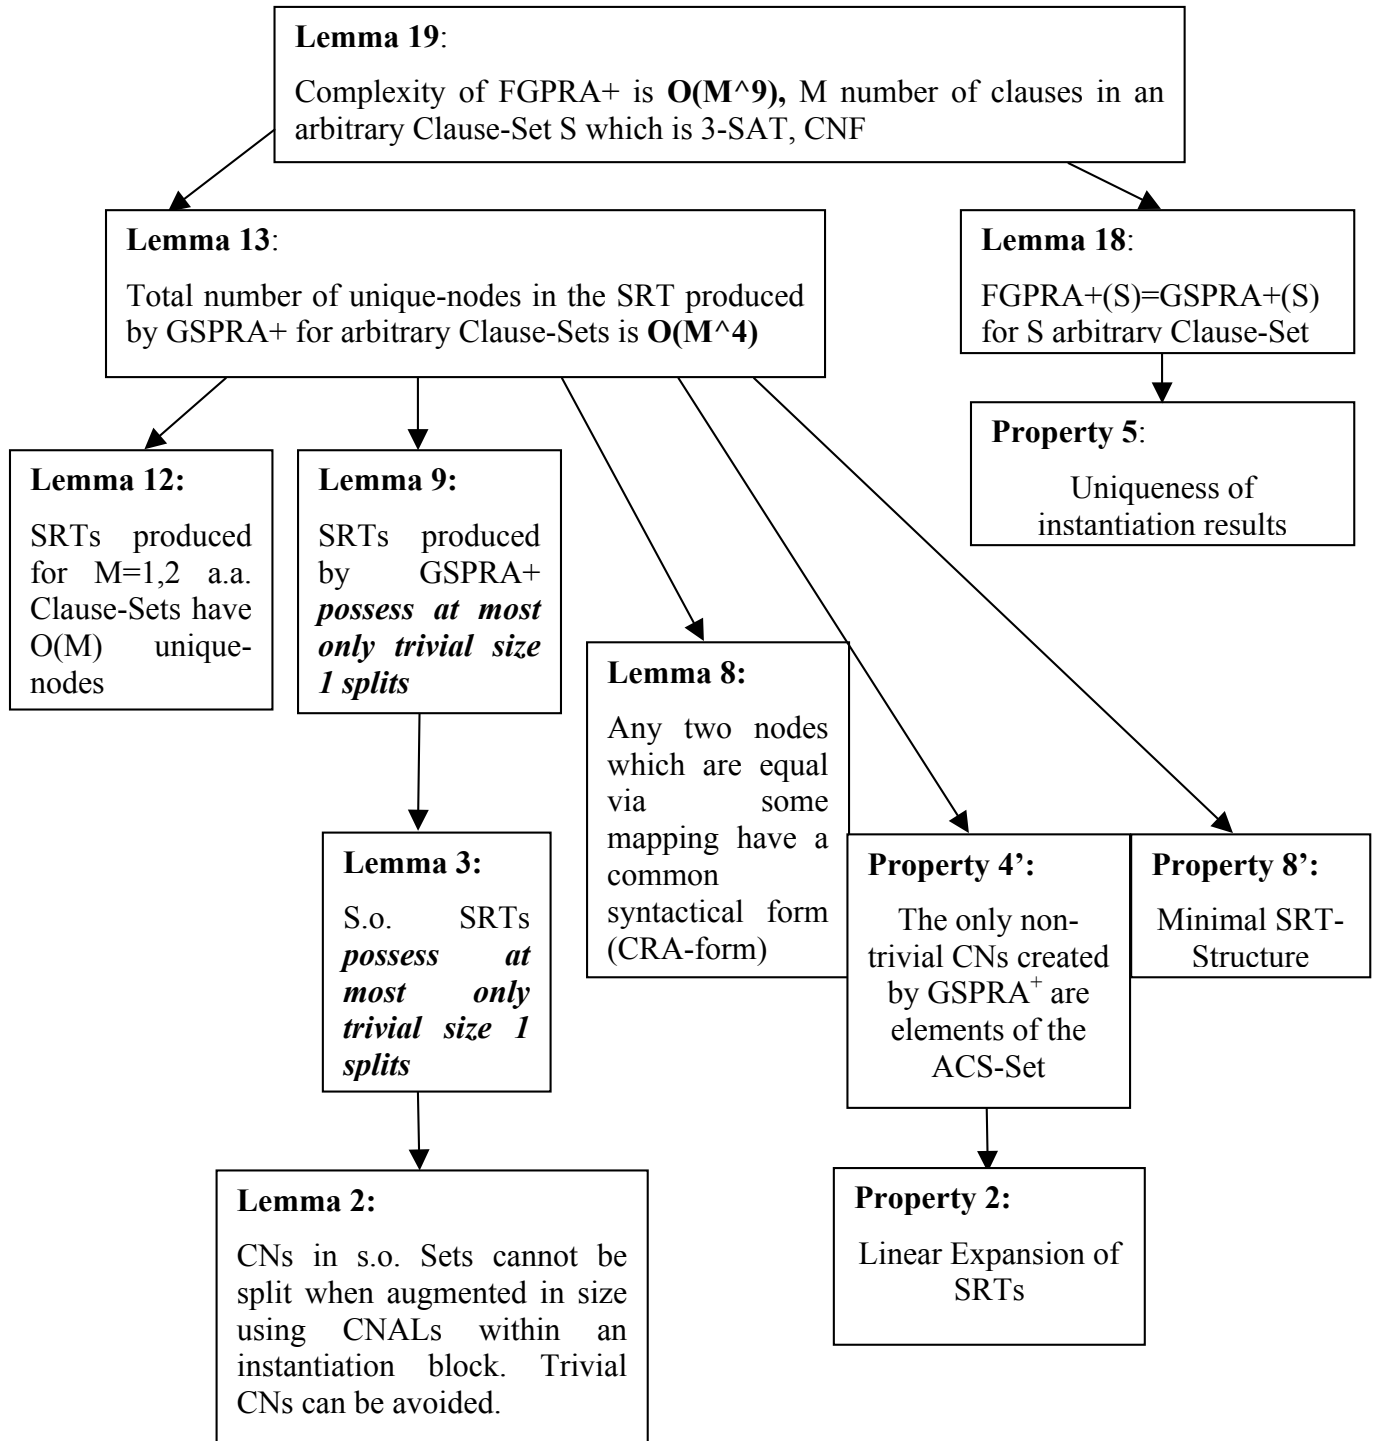 Lemma 19:
Complexity of FGPRA+ is O(M^9), M number of clauses in an
arbitrary Clause-Set S which is 3-SAT, CNF
Lemma 13:
Total number of unique-nodes in the SRT produced
by GSPRA+ for arbitrary Clause-Sets is O(M^4)
Lemma 18:
FGPRA+(S)=GSPRA+(S)
for S arbitrary Clause-Set
Property 5:
Uniqueness of
instantiation results
Lemma 12:
SRTs produced
for M=1,2 a.a.
Clause-Sets have
O(M) unique-
nodes
Lemma 9:
SRTs produced
by GSPRA+
possess at most
only trivial size
1 splits
Lemma 8:
Any two nodes
which are equal
via some
mapping have a
common
syntactical form
(CRA-form)
Lemma 3:
S.o. SRTs
possess at
most only
trivial size 1
splits
Property 4’:
The only non-
trivial CNs created
by GSPRA+ are
elements of the
ACS-Set
Property 8’:
Minimal SRT-
Structure
Lemma 2:
CNs in s.o. Sets cannot be
split when augmented in size
using CNALs within an
instantiation block. Trivial
CNs can be avoided.
Property 2:
Linear Expansion of
SRTs